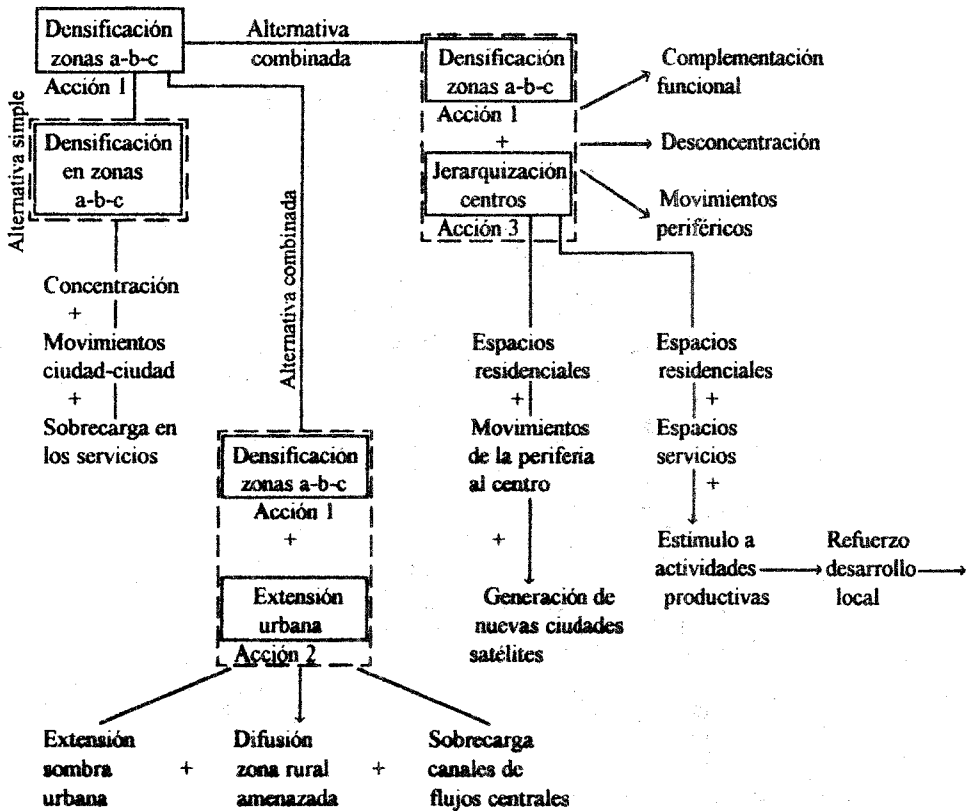 Densificación
zonas a-b-c
Acción 1
Alternativa simple
Densificación
en zonas
a-b-c
Concentración
+
Movimientos
ciudad-ciudad
+
Sobrecarga en
los servicios
Alternativa combinada
Densificación
zonas a-b-c
Acción 1
+
Extensión
urbana
Acción 2
Extensión
sombra
urbana
+
Difusión
zona rural
amenazada
+
Sobrecarga
canales de
flujos centrales
Alternativa
combinada
Densificación
zonas a-b-c
Acción 1
+
Jerarquización
centros
Acción 3
Complementación
funcional
Desconcentración
Movimientos
periféricos
Espacios
residenciales
+
Movimientos
de la periferia
al centro
+
Generación de
nuevas ciudades
satélites
Espacios
residenciales
+
Espacios
servicios
+
Estimulo a
actividades
productivas
Refuerzo
desarrollo
local